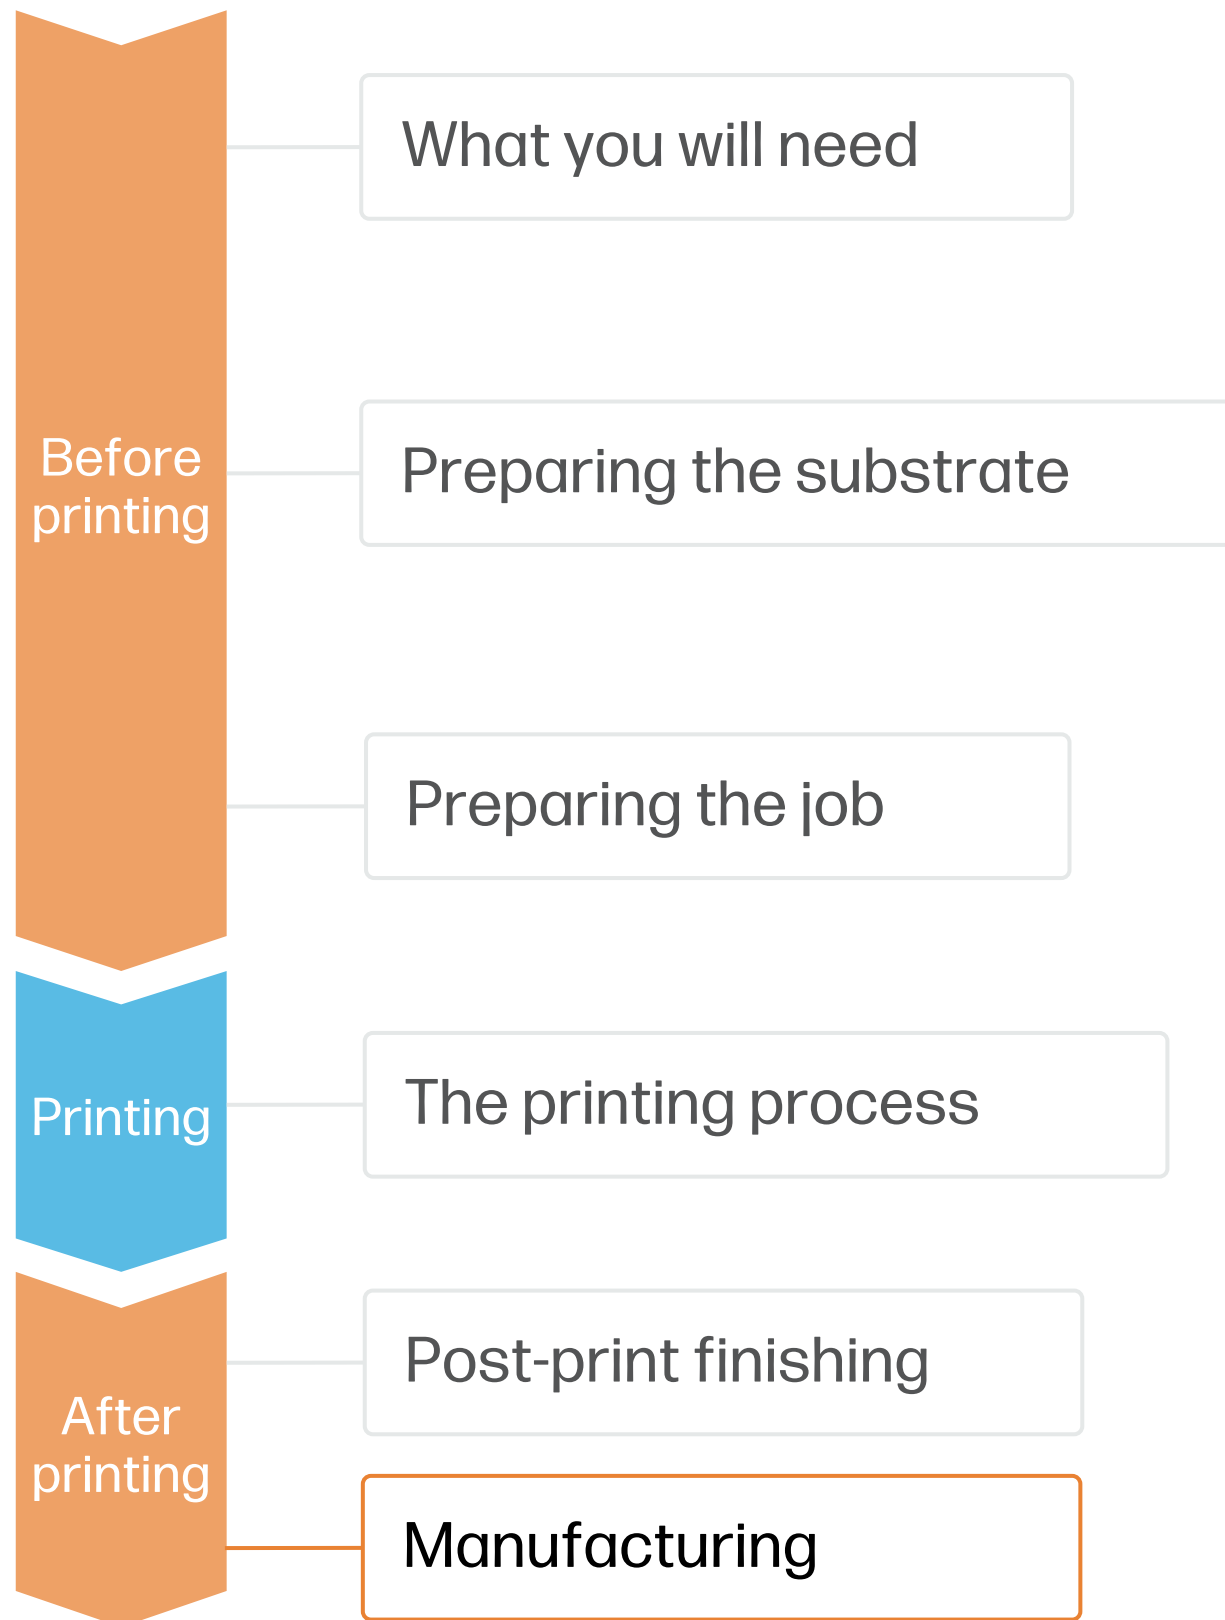 What you will need
Before
printing
Preparing the substrate
Preparing the job
Printing
The printing process
Post-print finishing
After
printing
Manufacturing